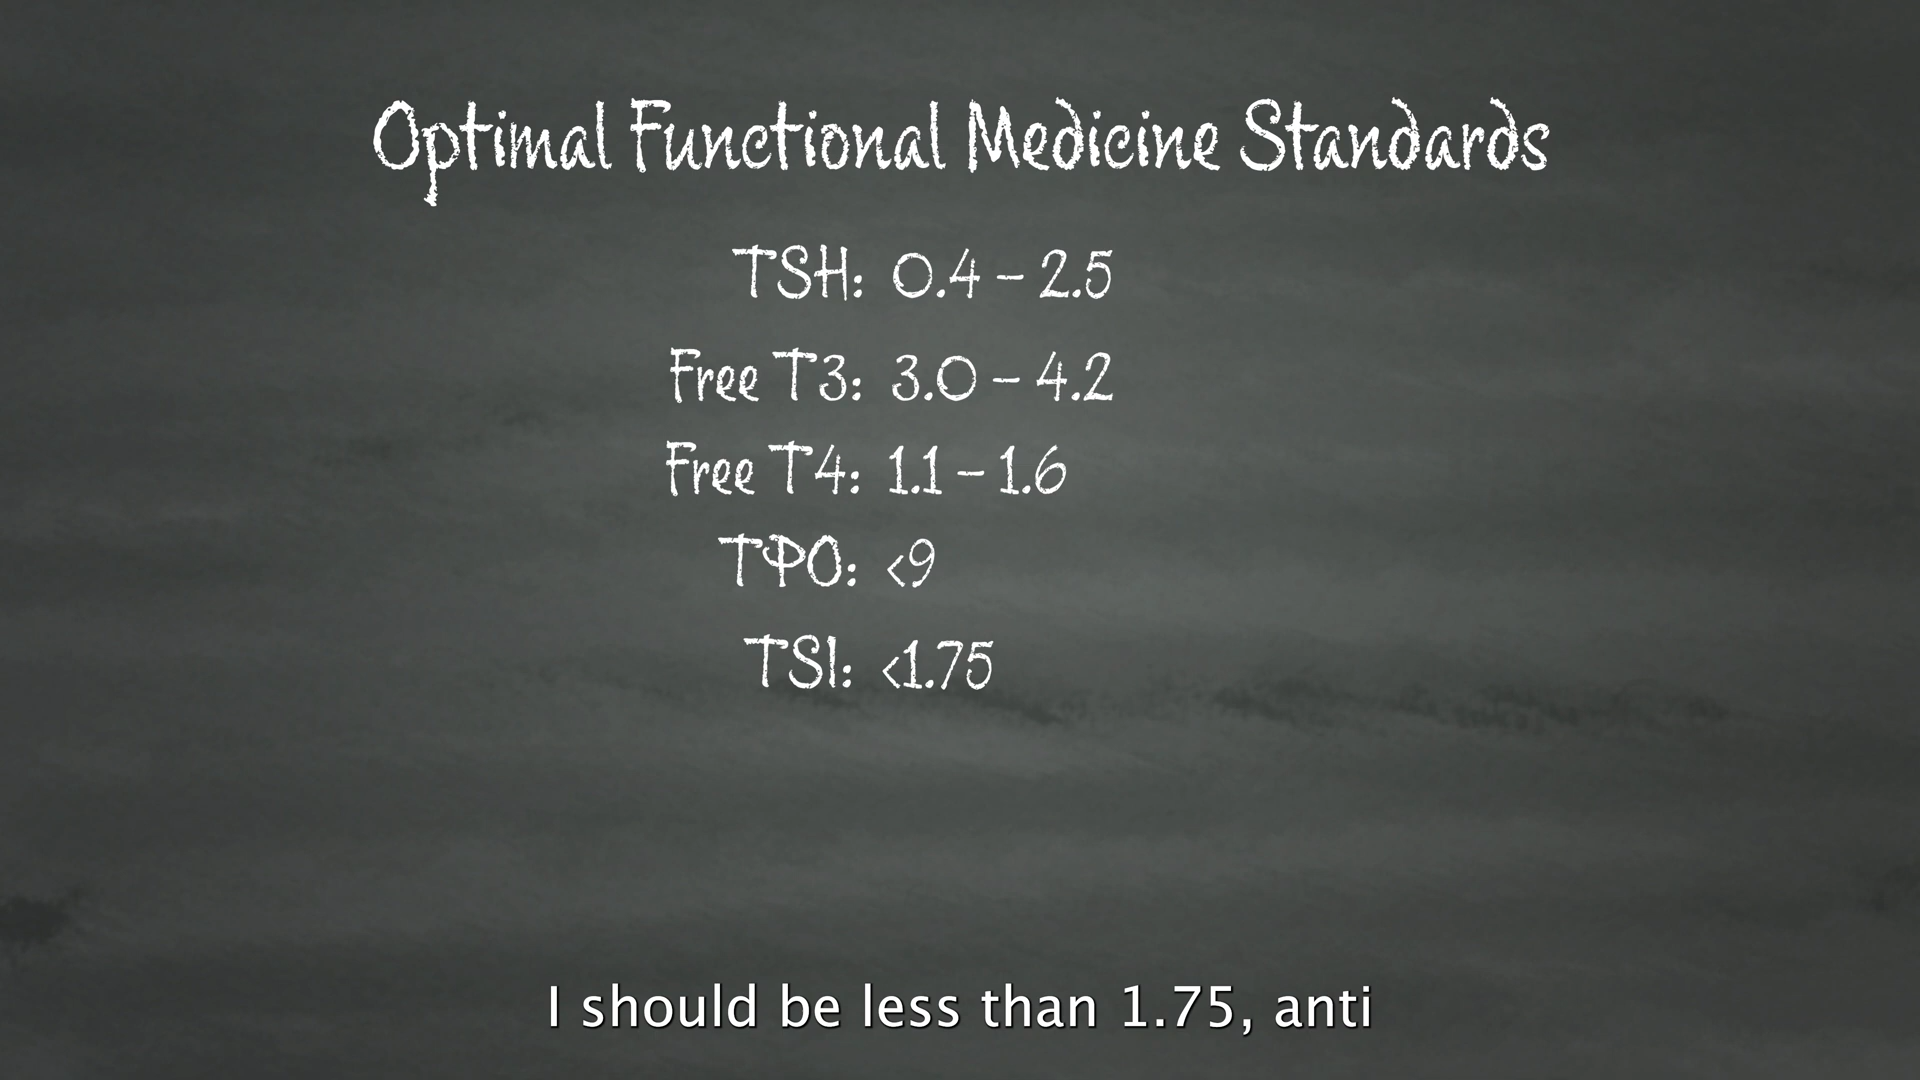 Optimal Functional Medicine Standards
TSH: 0.4 – 2.5
Free T3: 3.0 – 4.2
Free T4: 1.1 – 1.6
TPO: <9
TSI: <1.75
I should be less than 1.75, anti